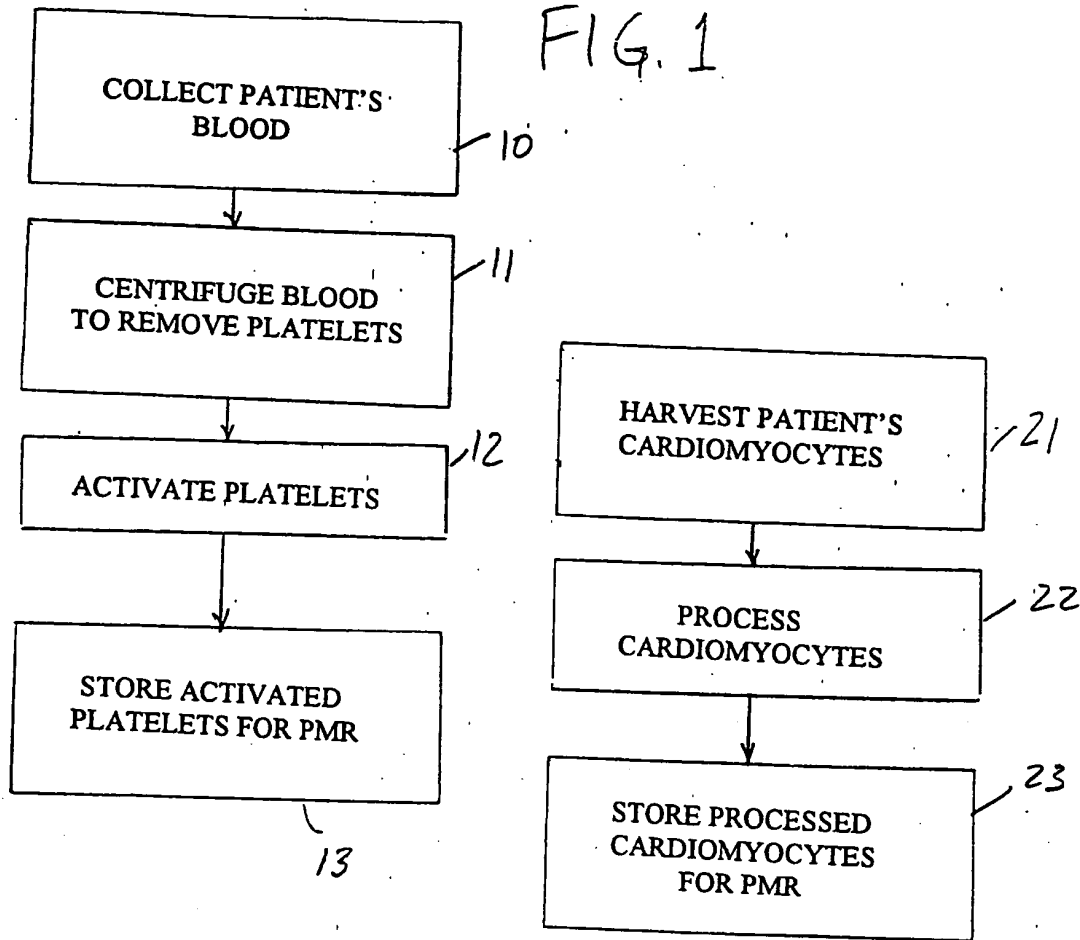 FIG. 1
COLLECT PATIENT'S
BLOOD
10
CENTRIFUGE BLOOD
TO REMOVE PLATELETS
11
ACTIVATE PLATELETS
12
STORE ACTIVATED
PLATELETS FOR PMR
13
HARVEST PATIENT'S
CARDIOMYOCYTES
21
PROCESS
CARDIOMYOCYTES
22
STORE PROCESSED
CARDIOMYOCYTES
FOR PMR
23